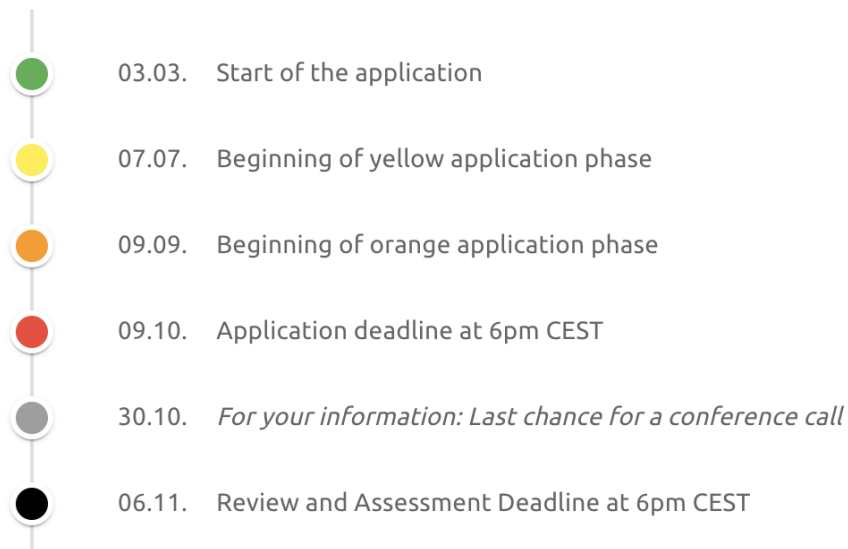 03.03. Start of the application
07.07. Beginning of yellow application phase
09.09. Beginning of orange application phase
09.10. Application deadline at 6pm CEST
30.10. For your information: Last chance for a conference call
06.11. Review and Assessment Deadline at 6pm CEST